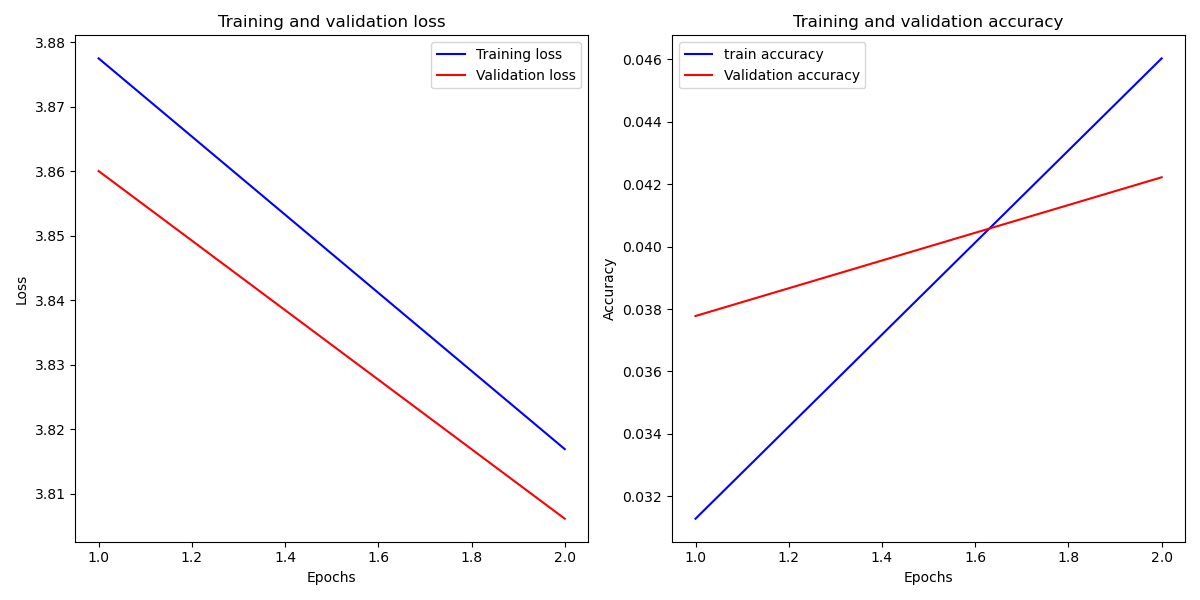 Training and validation loss
Training loss
Validation loss
3.88
3.87
3.86
3.85
3.84
3.83
3.82
3.81
Loss
1.0 1.2 1.4 1.6 1.8 2.0
Epochs
Training and validation accuracy
train accuracy
Validation accuracy
0.046
0.044
0.042
0.040
0.038
0.036
0.034
0.032
Accuracy
1.0 1.2 1.4 1.6 1.8 2.0
Epochs